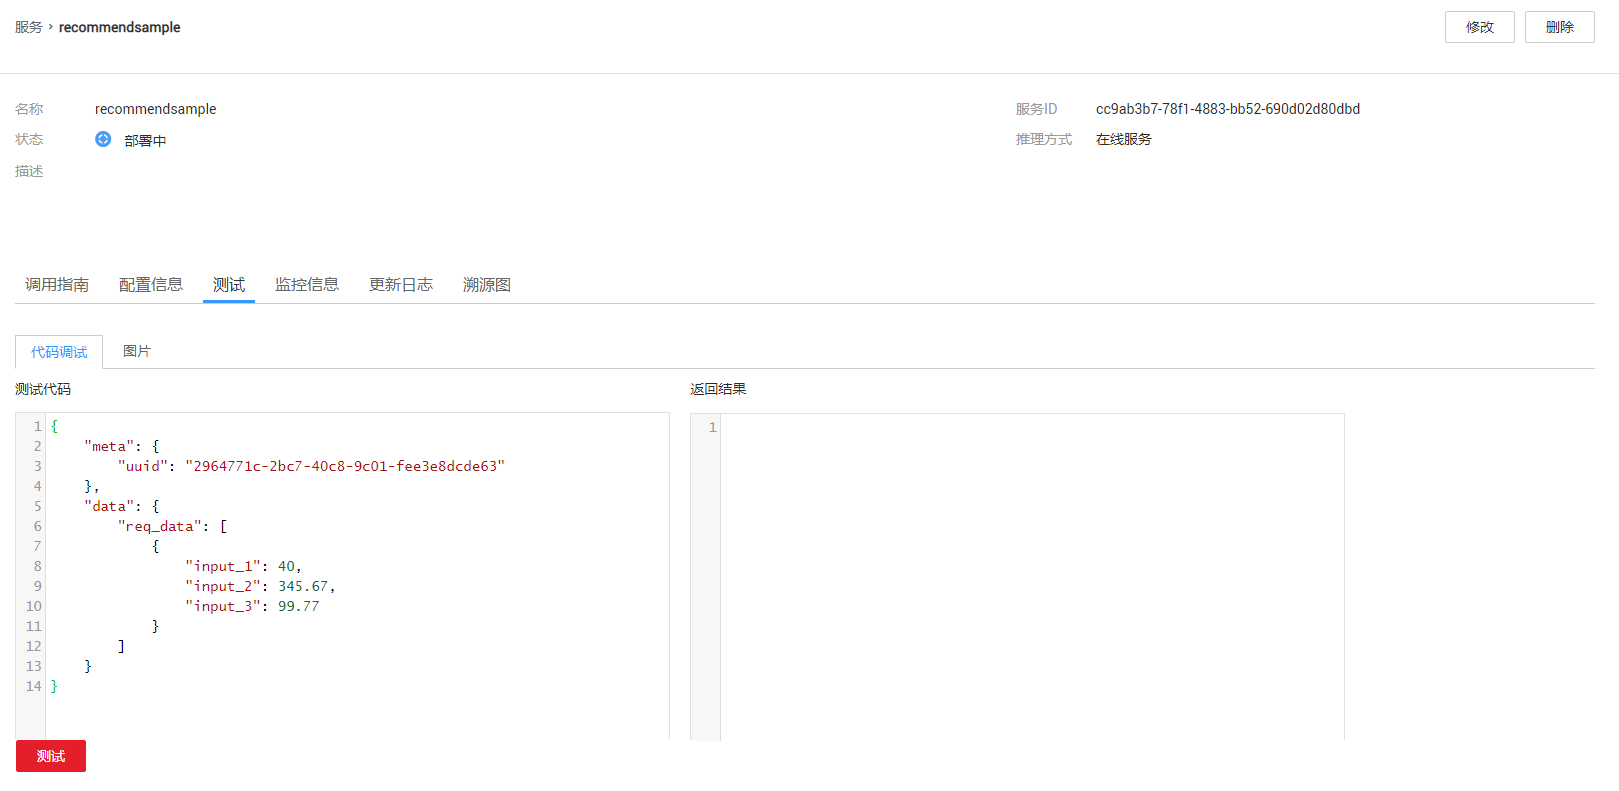 服务 › recommendsample
修改 删除
名称 recommendsample 服务ID cc9ab3b7-78f1-4883-bb52-690d02d80dbd
状态 部署中 推理方式 在线服务
描述
调用指南 配置信息 测试 监控信息 更新日志 溯源图
代码调试 图片
测试代码 返回结果
1 { 1
2 "meta": {
3 "uuid": "2964771c-2bc7-40c8-9c01-fee3e8dcde63"
4 },
5 "data": {
6 "req_data": [
7 {
8 "input_1": 40,
9 "input_2": 345.67,
10 "input_3": 99.77
11 }
12 ]
13 }
14 }
测试